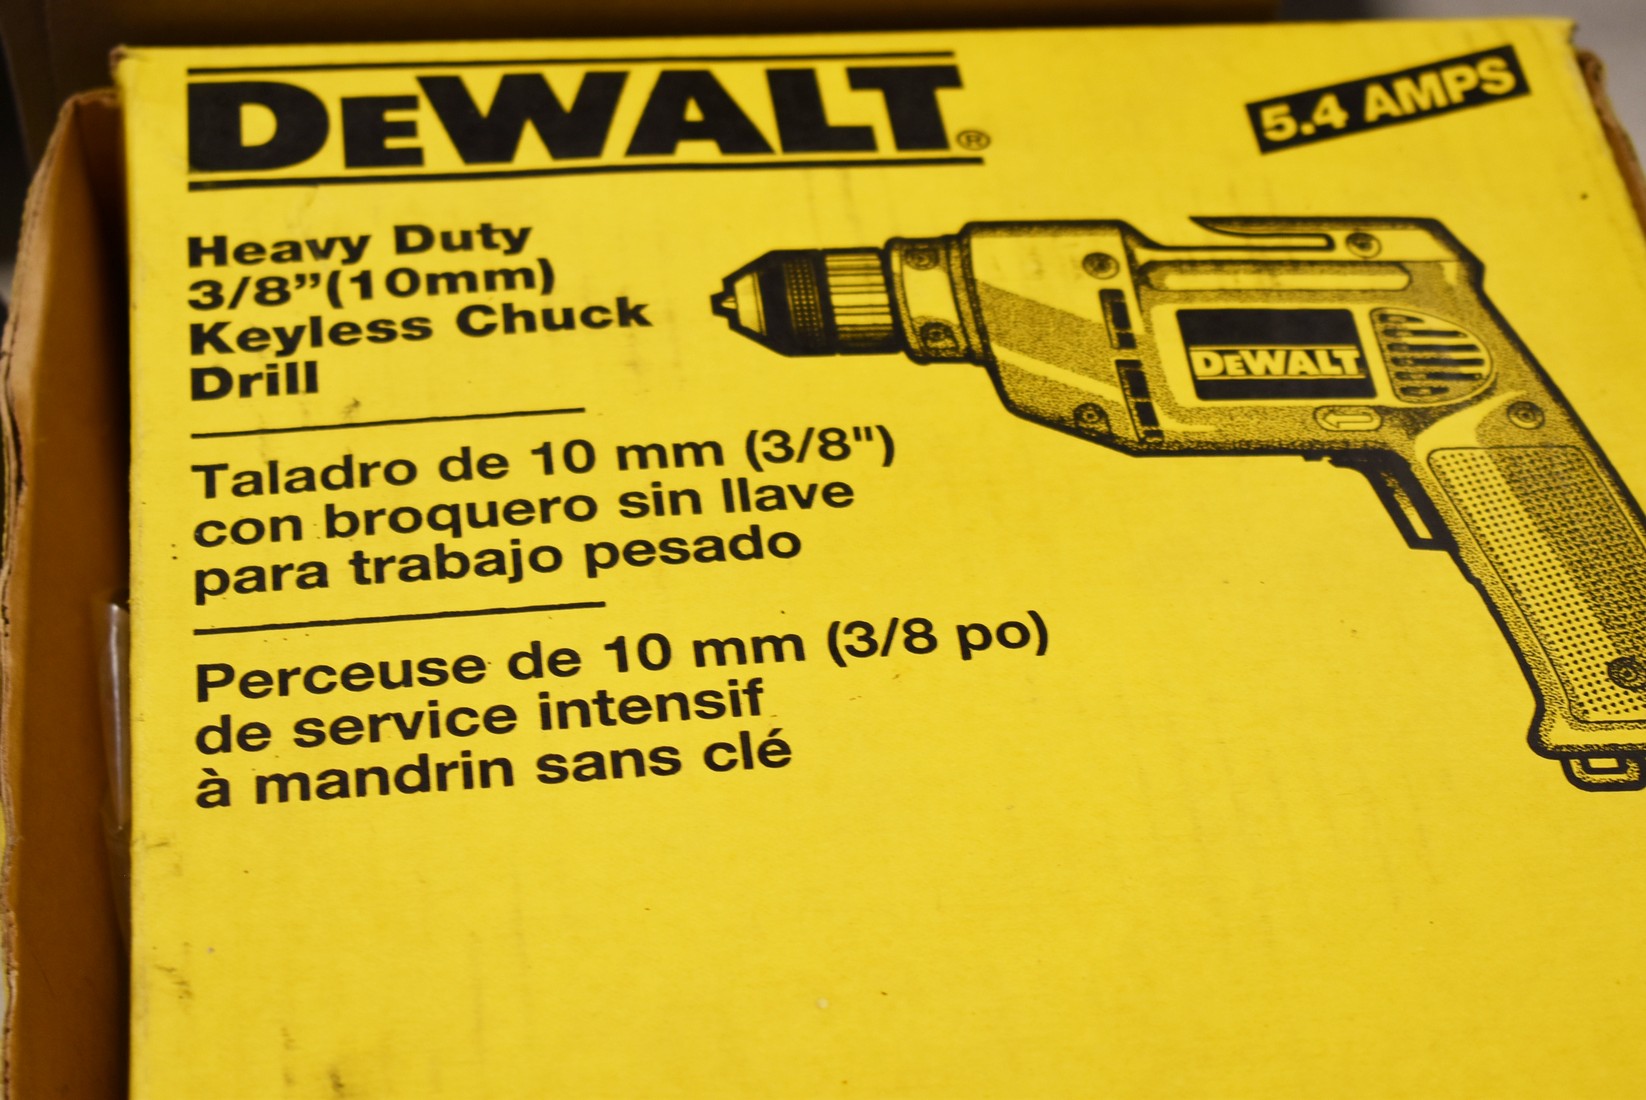 DEWALT®
5.4 AMPS
Heavy Duty
3/8”(10mm)
Keyless Chuck
Drill
DEWALT
Taladro de 10 mm (3/8")
con broquero sin llave
para trabajo pesado
Perceuse de 10 mm (3/8 po)
de service intensif
à mandrin sans clé